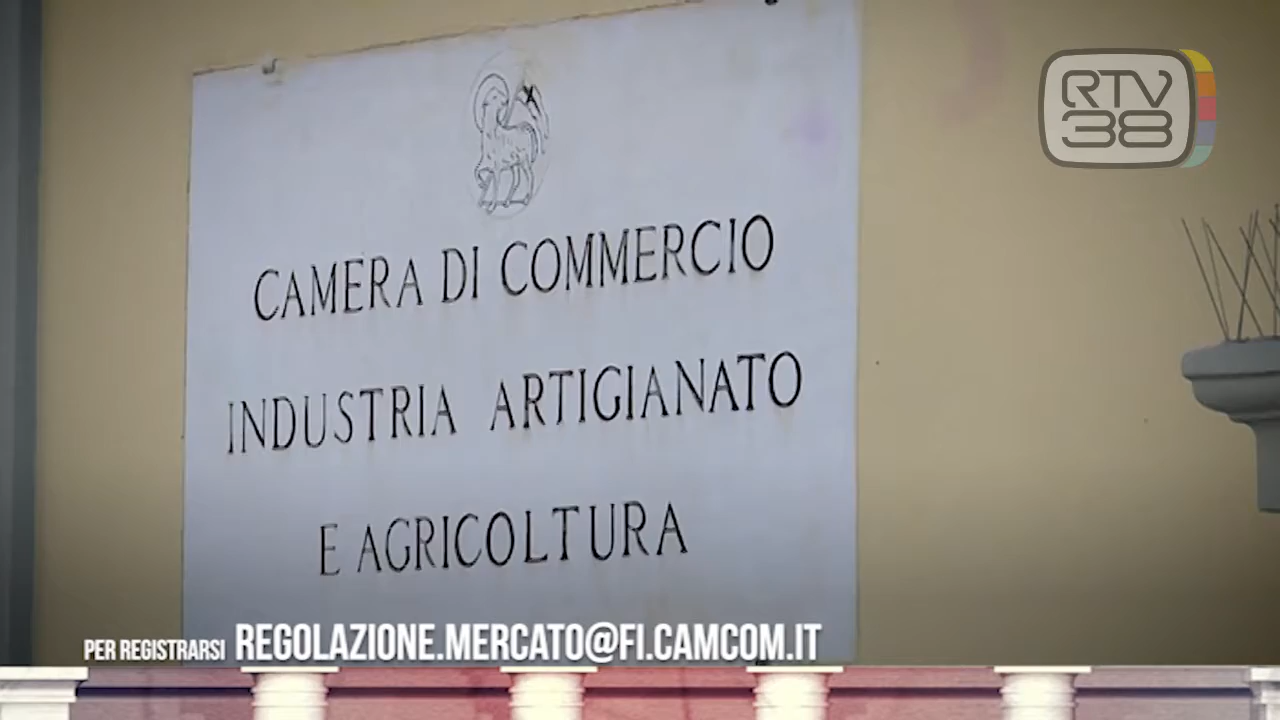 RTV
38
CAMERA DI COMMERCIO
INDUSTRIA ARTIGIANATO
E AGRICOLTURA
PER REGISTRARSI REGOLAZIONE.MERCATO@FI.CAMCOM.IT